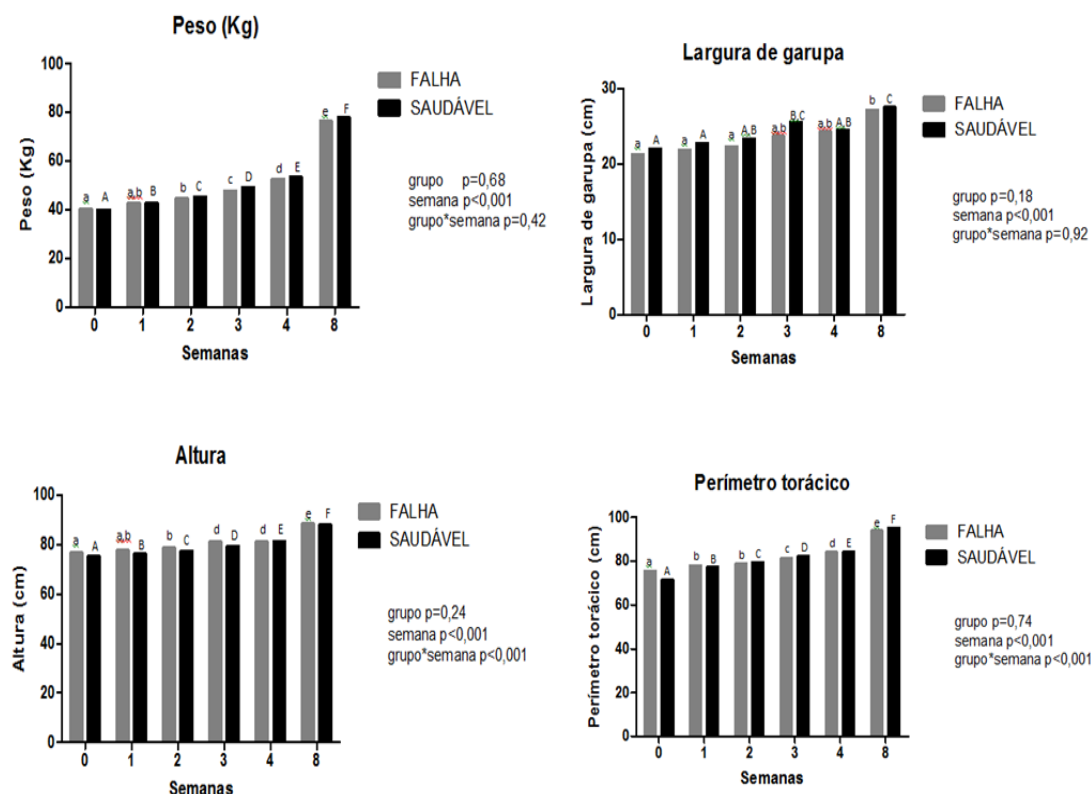 Peso (Kg)
Peso (Kg)
100
80
60
40
20
0
a A a,b B b C c D d E e F
0 1 2 3 4 8
Semanas
FALHA
SAUDÁVEL
grupo p=0,68
semana p<0,001
grupo*semana p=0,42
Largura de garupa
Largura de garupa (cm)
30
20
10
0
a A a A a A,B a,b B,C a,b A,B b C
0 1 2 3 4 8
Semanas
FALHA
SAUDÁVEL
grupo p=0,18
semana p<0,001
grupo*semana p=0,92
Altura
Altura (cm)
100
80
60
40
20
0
a A a,b B b C d D d E e F
0 1 2 3 4 8
Semanas
FALHA
SAUDÁVEL
grupo p=0,24
semana p<0,001
grupo*semana p<0,001
Perímetro torácico
Perímetro torácico (cm)
100
80
60
40
20
0
a A b B b C c D d E e F
0 1 2 3 4 8
Semanas
FALHA
SAUDÁVEL
grupo p=0,74
semana p<0,001
grupo*semana p<0,001